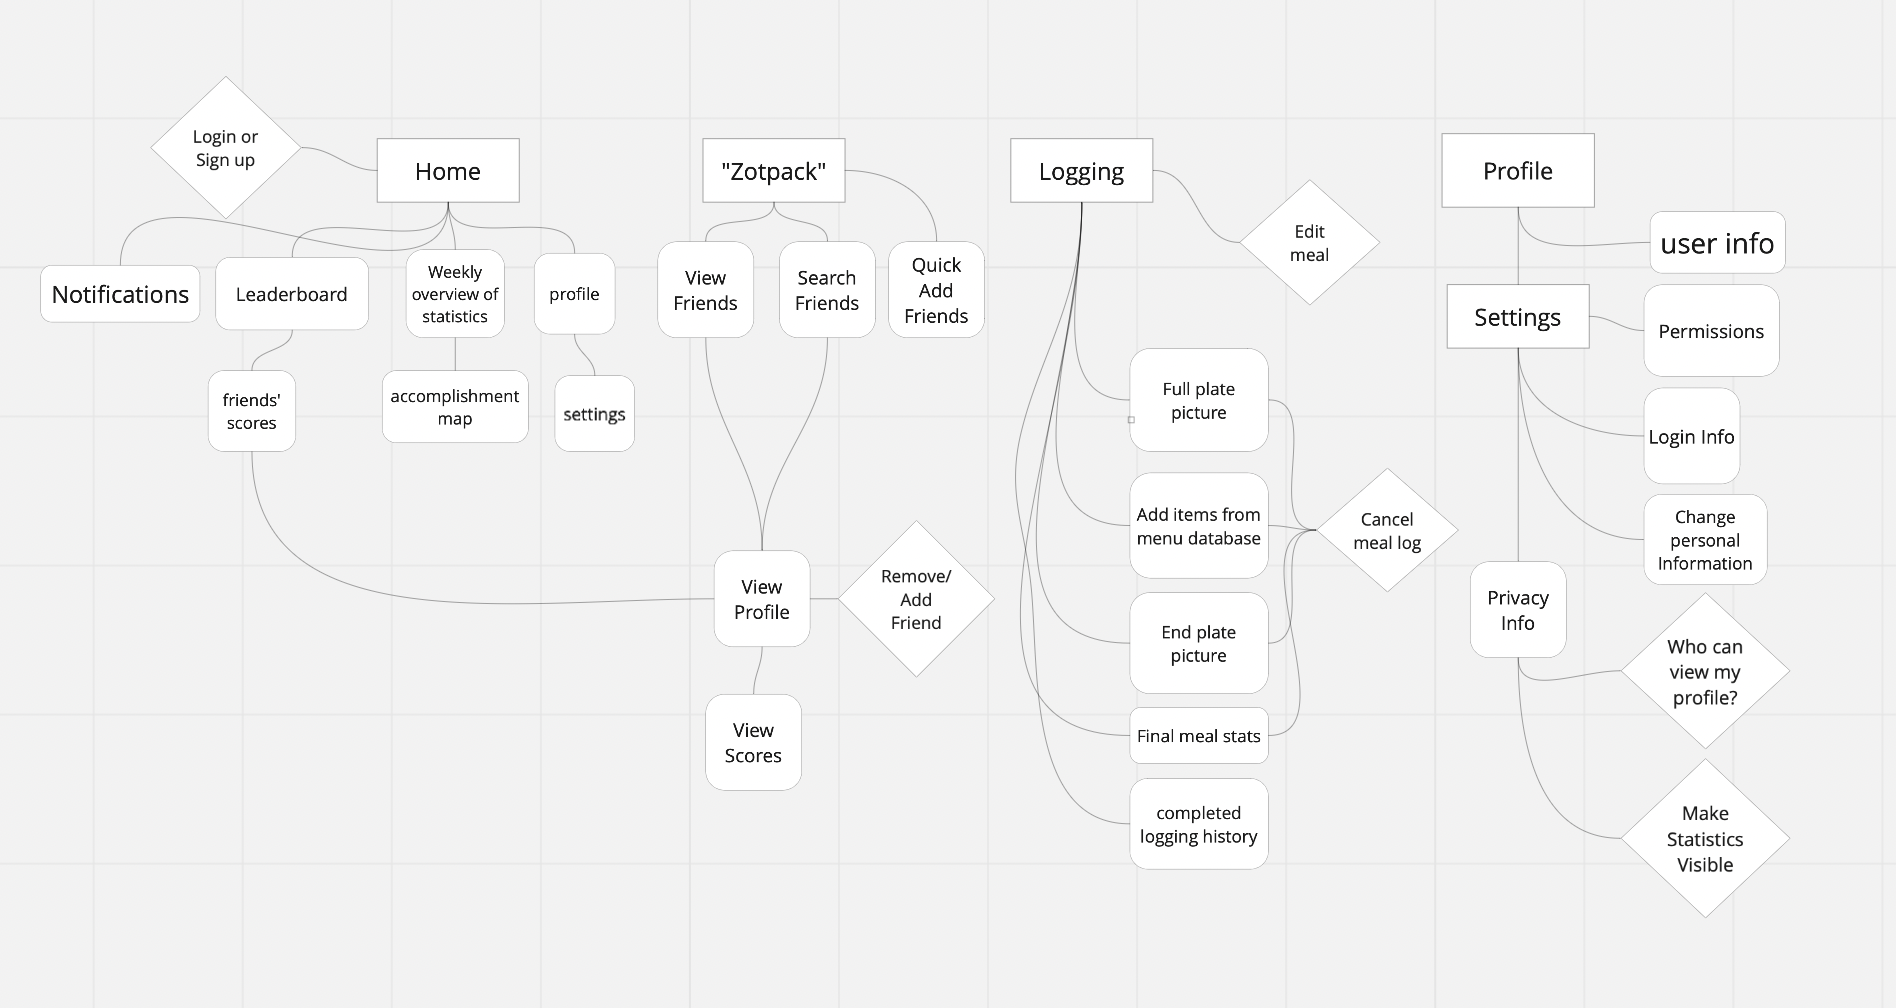 Login or
Sign up
Home
Notifications
Leaderboard
Weekly
overview of
statistics
profile
friends'
scores
accomplishment
map
settings
"Zotpack"
View
Friends
Search
Friends
Quick
Add
Friends
View
Profile
Remove/
Add
Friend
View
Scores
Logging
Edit
meal
Full plate
picture
Add items from
menu database
End plate
picture
Final meal stats
completed
logging history
Cancel
meal log
Profile
user info
Settings
Permissions
Login Info
Change
personal
Information
Privacy
Info
Who can
view my
profile?
Make
Statistics
Visible